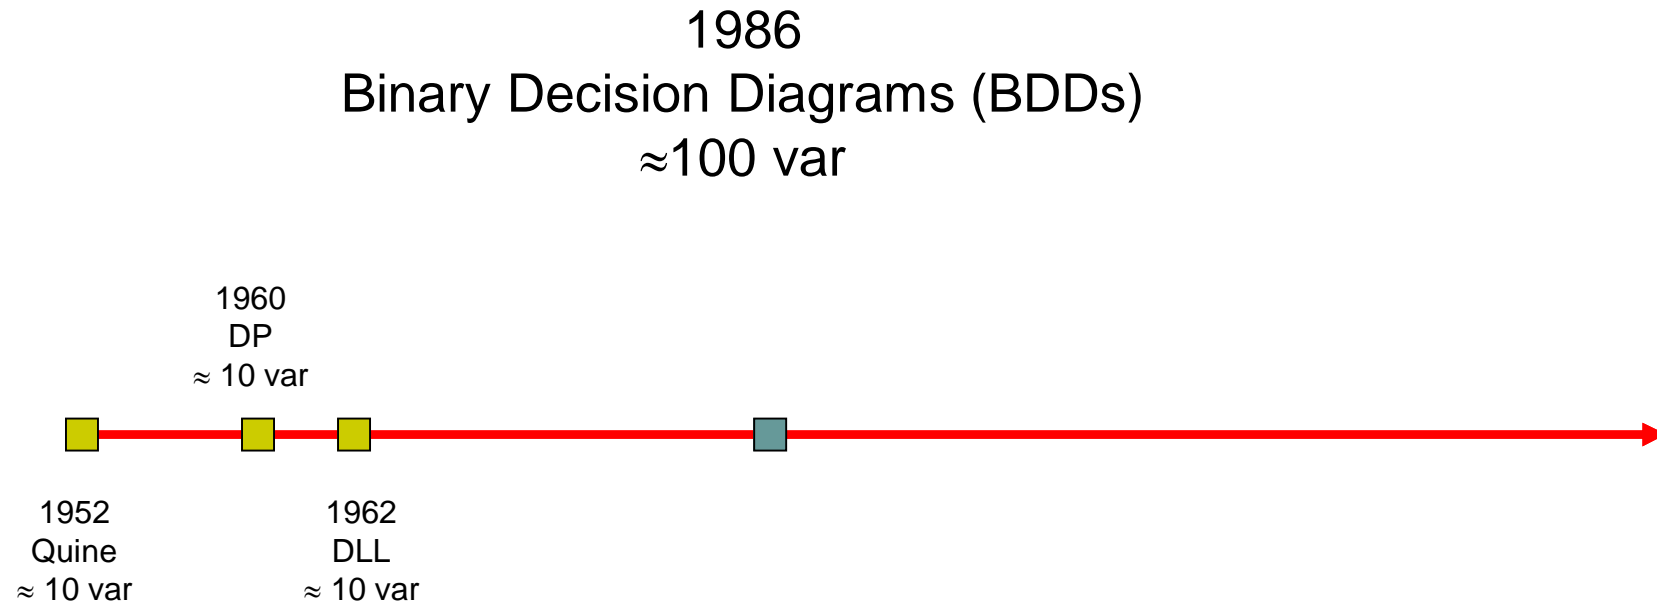 1986
Binary Decision Diagrams (BDDs)
≈100 var
1960
DP
≈ 10 var
1952
Quine
≈ 10 var
1962
DLL
≈ 10 var